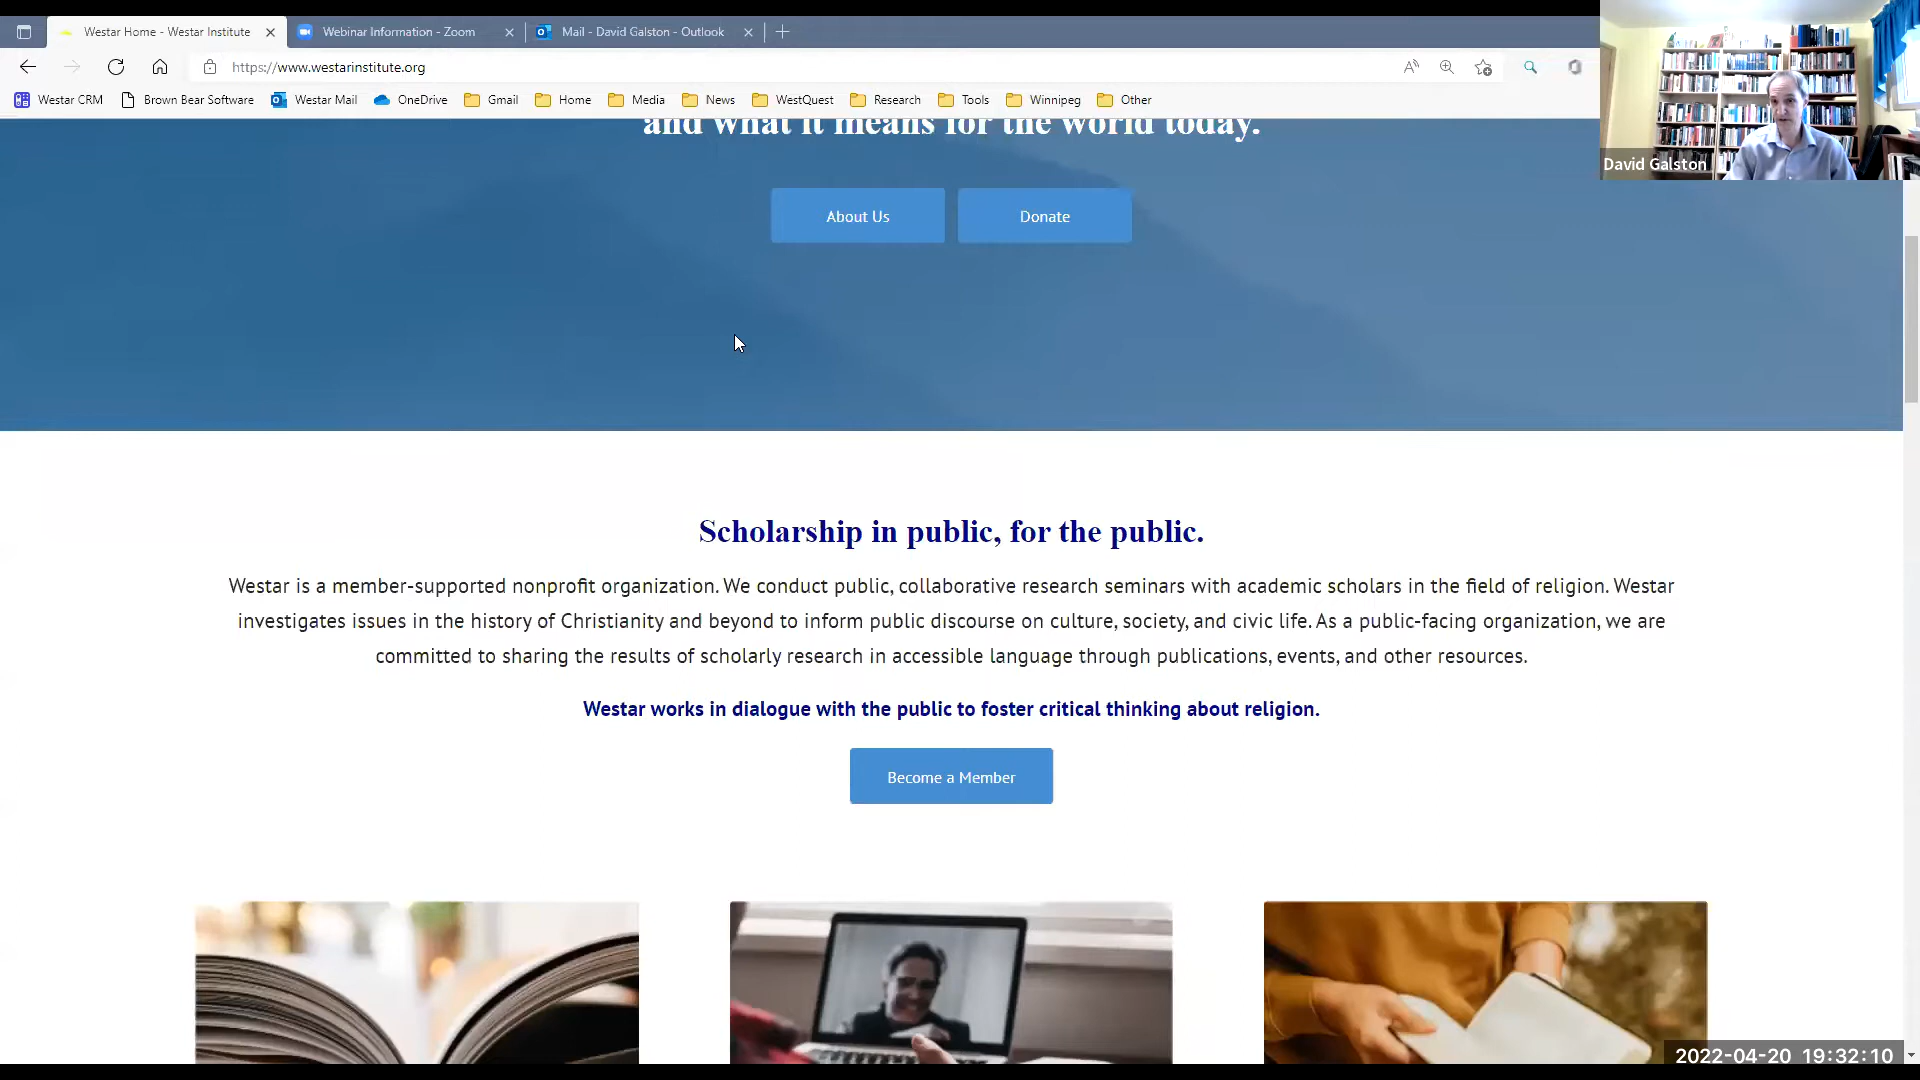 Westar Home - Westar Institute
Webinar Information - Zoom
Mail - David Galston - Outlook
https://www.westarinstitute.org
Westar CRM
Brown Bear Software
Westar Mail
OneDrive
Gmail
Home
Media
News
WestQuest
Research
Tools
Winnipeg
Other
David Galston
and what it means for the world today.
About Us
Donate
Scholarship in public, for the public.
Westar is a member-supported nonprofit organization. We conduct public, collaborative research seminars with academic scholars in the field of religion. Westar
investigates issues in the history of Christianity and beyond to inform public discourse on culture, society, and civic life. As a public-facing organization, we are
committed to sharing the results of scholarly research in accessible language through publications, events, and other resources.
Westar works in dialogue with the public to foster critical thinking about religion.
Become a Member
2022-04-20 19:32:10